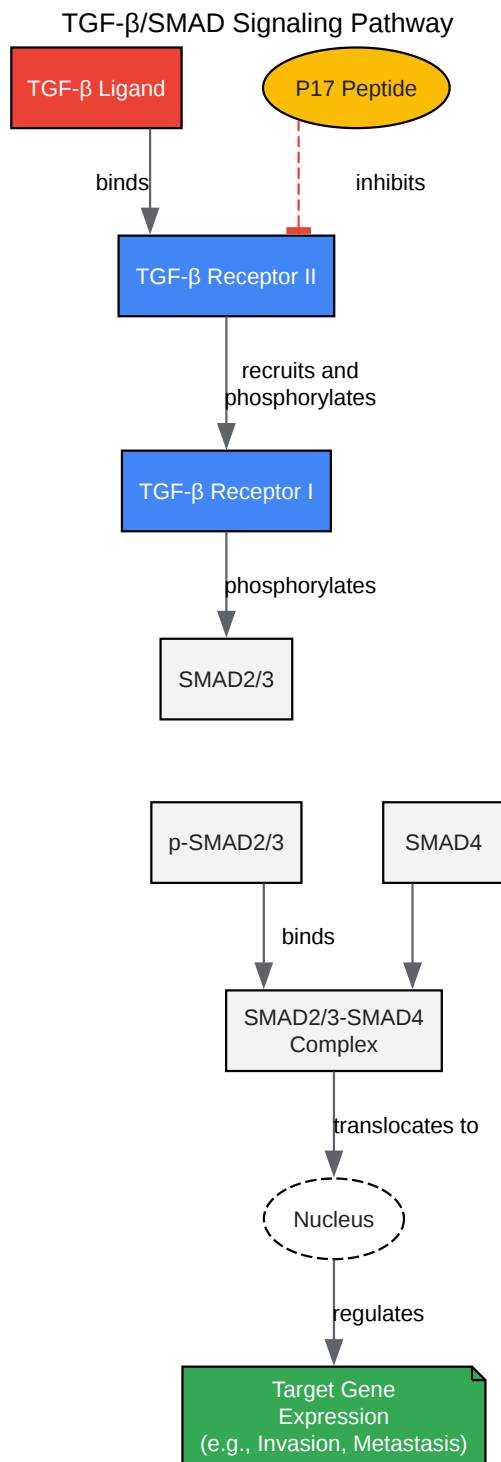 TGF-β/SMAD Signaling Pathway
TGF-β Ligand
P17 Peptide
binds
inhibits
TGF-β Receptor II
recruits and
phosphorylates
TGF-β Receptor I
phosphorylates
SMAD2/3
p-SMAD2/3
SMAD4
binds
SMAD2/3-SMAD4
Complex
translocates to
Nucleus
regulates
Target Gene
Expression
(e.g., Invasion, Metastasis)